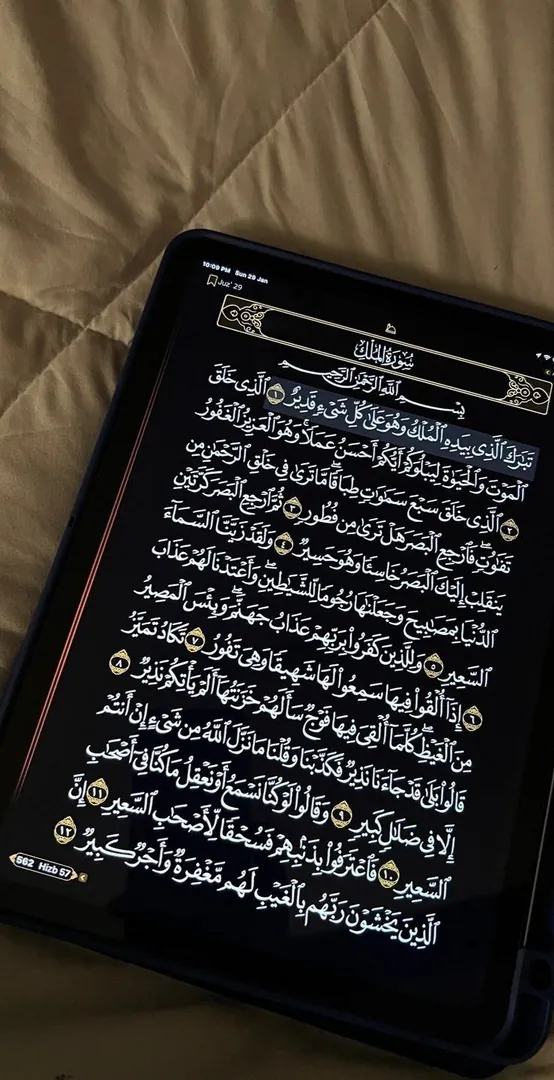 10:09 PM Sun 29 Jan
Juz' 29
سُورَةُ المُلْكِ
بِسْمِ اللَّهِ الرَّحْمَٰنِ الرَّحِيمِ
تَبَٰرَكَ ٱلَّذِى بِيَدِهِ ٱلْمُلْكُ وَهُوَ عَلَىٰ كُلِّ شَىْءٍ قَدِيرٌ ١ ٱلَّذِى خَلَقَ
ٱلْمَوْتَ وَٱلْحَيَوٰةَ لِيَبْلُوَكُمْ أَيُّكُمْ أَحْسَنُ عَمَلًا ۚ وَهُوَ ٱلْعَزِيزُ ٱلْغَفُورُ
٢ ٱلَّذِى خَلَقَ سَبْعَ سَمَٰوَٰتٍ طِبَاقًا ۖ مَّا تَرَىٰ فِى خَلْقِ ٱلرَّحْمَٰنِ مِن
تَفَٰوُتٍ ۖ فَٱرْجِعِ ٱلْبَصَرَ هَلْ تَرَىٰ مِن فُطُورٍ ٣ ثُمَّ ٱرْجِعِ ٱلْبَصَرَ كَرَّتَيْنِ
يَنقَلِبْ إِلَيْكَ ٱلْبَصَرُ خَاسِئًا وَهُوَ حَسِيرٌ ٤ وَلَقَدْ زَيَّنَّا ٱلسَّمَآءَ
ٱلدُّنْيَا بِمَصَٰبِيحَ وَجَعَلْنَٰهَا رُجُومًا لِّلشَّيَٰطِينِ ۖ وَأَعْتَدْنَا لَهُمْ عَذَابَ
ٱلسَّعِيرِ ٥ وَلِلَّذِينَ كَفَرُوا۟ بِرَبِّهِمْ عَذَابُ جَهَنَّمَ ۖ وَبِئْسَ ٱلْمَصِيرُ
٦ إِذَآ أُلْقُوا۟ فِيهَا سَمِعُوا۟ لَهَا شَهِيقًا وَهِىَ تَفُورُ ٧ تَكَادُ تَمَيَّزُ
مِنَ ٱلْغَيْظِ ۖ كُلَّمَآ أُلْقِىَ فِيهَا فَوْجٌ سَأَلَهُمْ خَزَنَتُهَآ أَلَمْ يَأْتِكُمْ نَذِيرٌ ٨
قَالُوا۟ بَلَىٰ قَدْ جَآءَنَا نَذِيرٌ فَكَذَّبْنَا وَقُلْنَا مَا نَزَّلَ ٱللَّهُ مِن شَىْءٍ إِنْ أَنتُمْ
إِلَّا فِى ضَلَٰلٍ كَبِيرٍ ٩ وَقَالُوا۟ لَوْ كُنَّا نَسْمَعُ أَوْ نَعْقِلُ مَا كُنَّا فِىٓ أَصْحَٰبِ
ٱلسَّعِيرِ ١٠ فَٱعْتَرَفُوا۟ بِذَنۢبِهِمْ فَسُحْقًا لِّأَصْحَٰبِ ٱلسَّعِيرِ ١١ إِنَّ
ٱلَّذِينَ يَخْشَوْنَ رَبَّهُم بِٱلْغَيْبِ لَهُم مَّغْفِرَةٌ وَأَجْرٌ كَبِيرٌ ١٢
562 Hizb 57